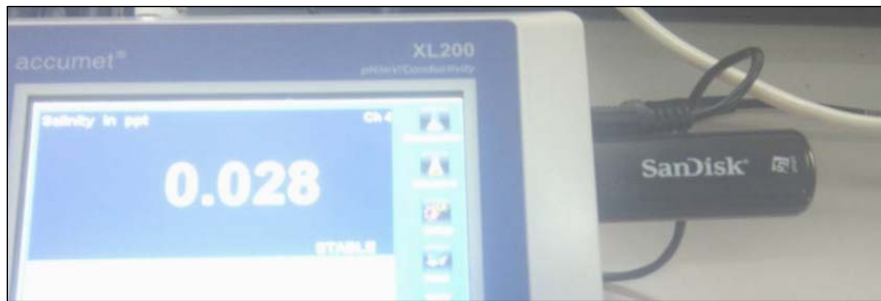 accumet®
XL200
pH/mV/Conductivity
Salinity in ppt
Ch 4
0.028
STABLE
SanDisk®